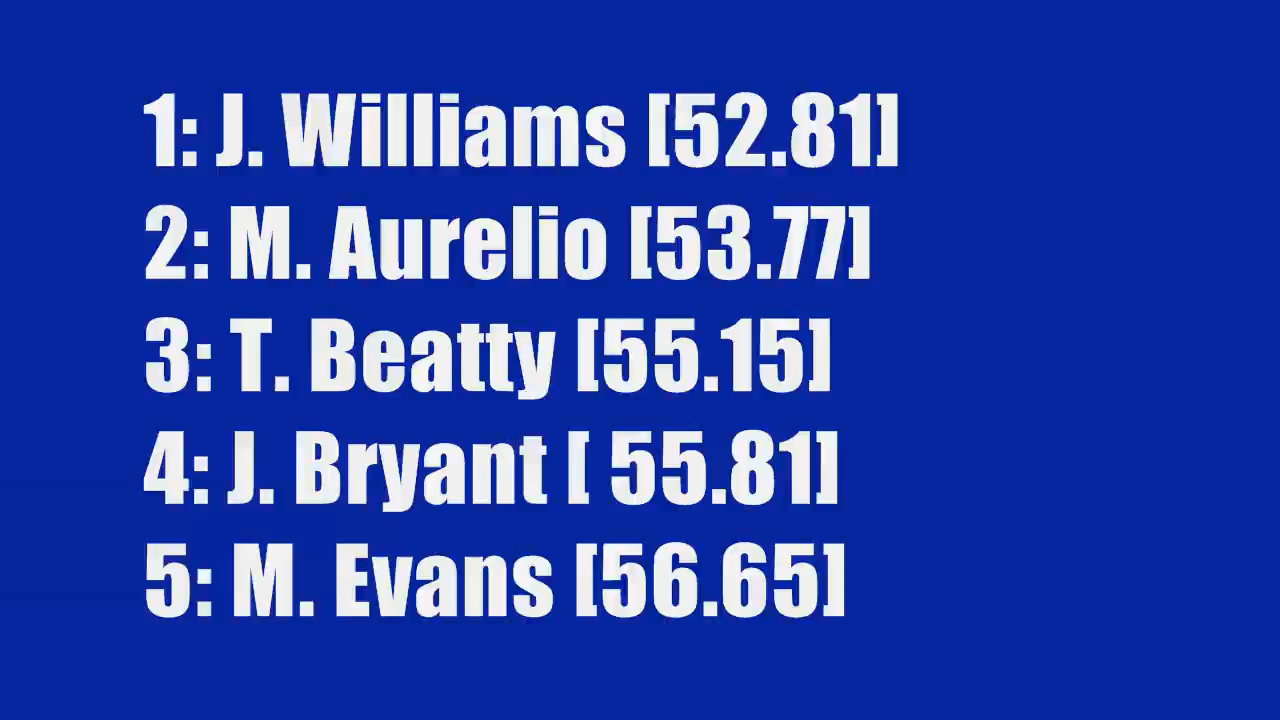 1: J. Williams [52.81]
2: M. Aurelio [53.77]
3: T. Beatty [55.15]
4: J. Bryant [ 55.81]
5: M. Evans [56.65]